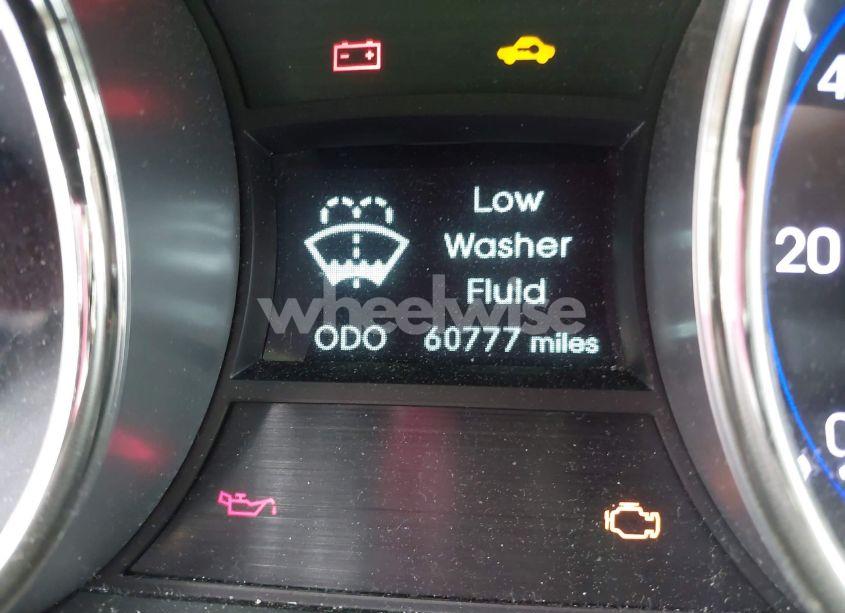 Low
Washer
Fluid
wheelwise
ODO 60777 miles
20